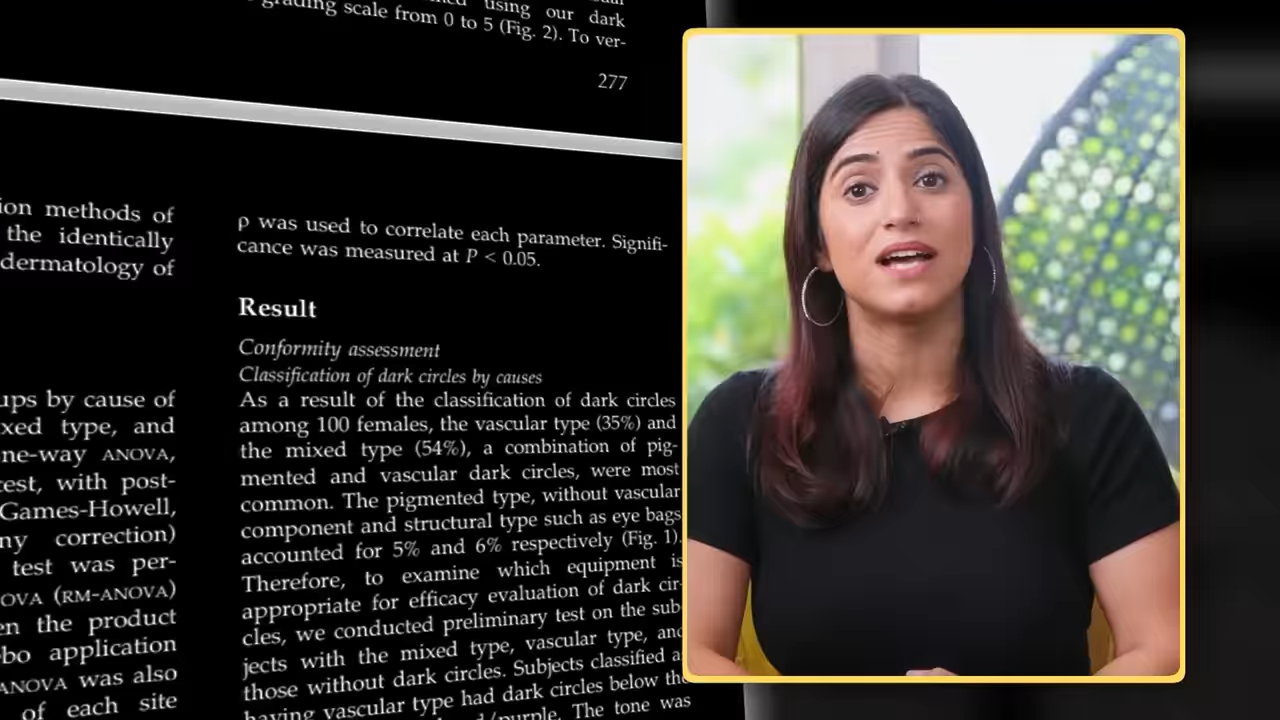 using our dark
grading scale from 0 to 5 (Fig. 2). To ver-
277
ion methods of
the identically
dermatology of
ups by cause of
xed type, and
ne-way ANOVA,
test, with post-
Games-Howell,
ny correction)
test was per-
OVA (RM-ANOVA)
en the product
bo application
ANOVA was also
of each site
ρ was used to correlate each parameter. Signifi-
cance was measured at P < 0.05.
Result
Conformity assessment
Classification of dark circles by causes
As a result of the classification of dark circles
among 100 females, the vascular type (35%) and
the mixed type (54%), a combination of pig-
mented and vascular dark circles, were most
common. The pigmented type, without vascular
component and structural type such as eye bags
accounted for 5% and 6% respectively (Fig. 1).
Therefore, to examine which equipment is
appropriate for efficacy evaluation of dark cir-
cles, we conducted preliminary test on the sub-
jects with the mixed type, vascular type, and
those without dark circles. Subjects classified a
having vascular type had dark circles below the
/purple. The tone was